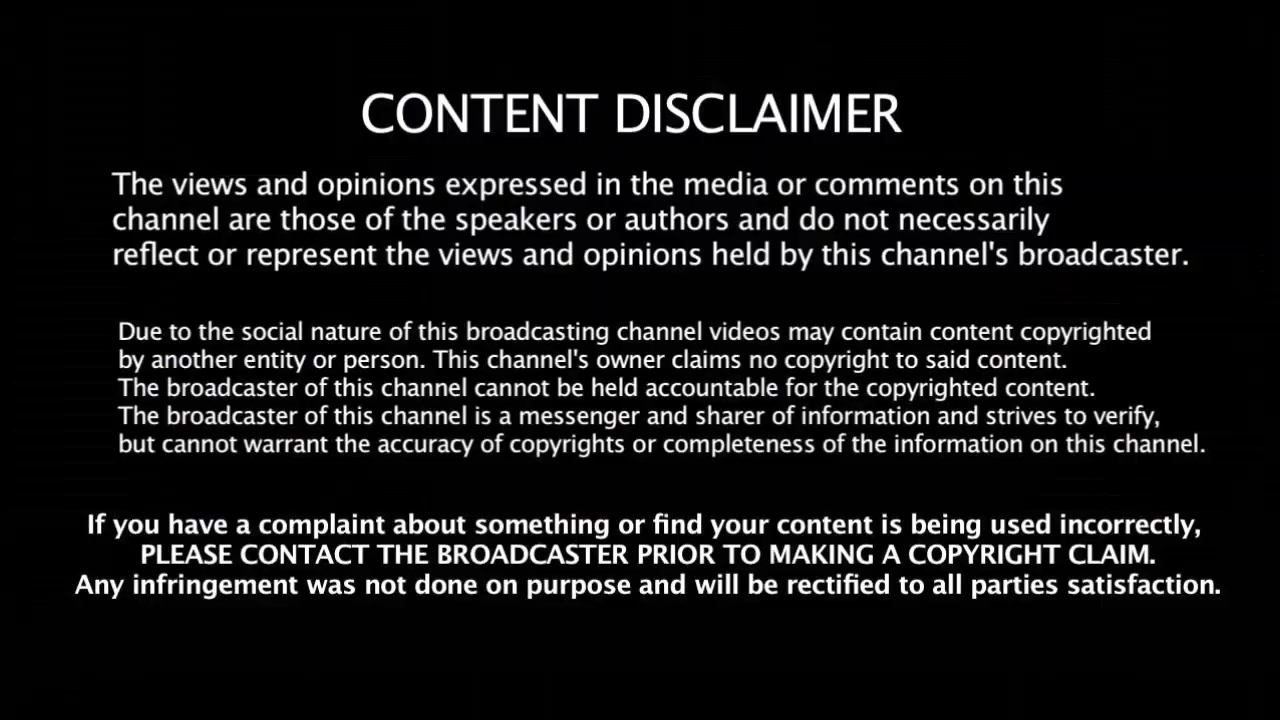 CONTENT DISCLAIMER
The views and opinions expressed in the media or comments on this
channel are those of the speakers or authors and do not necessarily
reflect or represent the views and opinions held by this channel's broadcaster.
Due to the social nature of this broadcasting channel videos may contain content copyrighted
by another entity or person. This channel's owner claims no copyright to said content.
The broadcaster of this channel cannot be held accountable for the copyrighted content.
The broadcaster of this channel is a messenger and sharer of information and strives to verify,
but cannot warrant the accuracy of copyrights or completeness of the information on this channel.
If you have a complaint about something or find your content is being used incorrectly,
PLEASE CONTACT THE BROADCASTER PRIOR TO MAKING A COPYRIGHT CLAIM.
Any infringement was not done on purpose and will be rectified to all parties satisfaction.